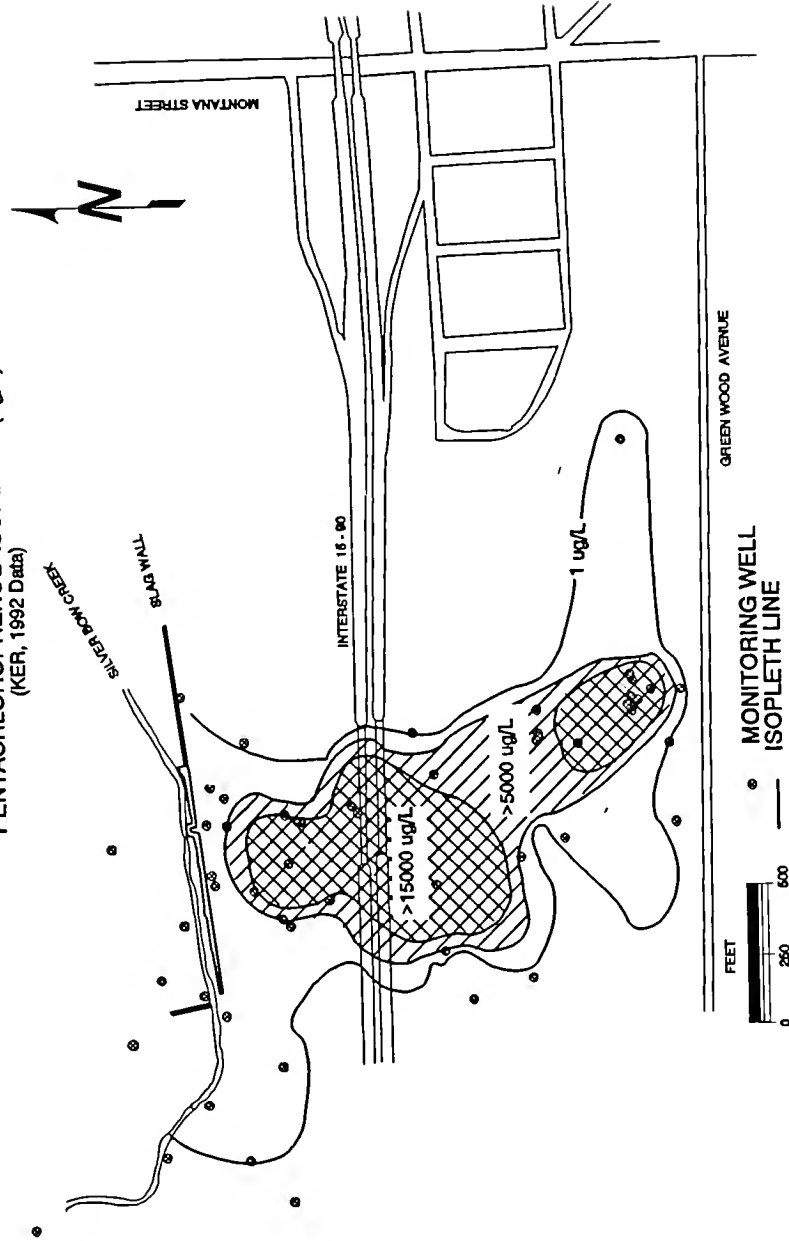 (KER, 1992 Data)
N
MONTANA STREET
SILVER BOW CREEK
SLAG WALL
INTERSTATE 15 - 90
>15000 ug/L
>5000 ug/L
1 ug/L
GREEN WOOD AVENUE
MONITORING WELL
ISOPLETH LINE
FEET
0 250 500